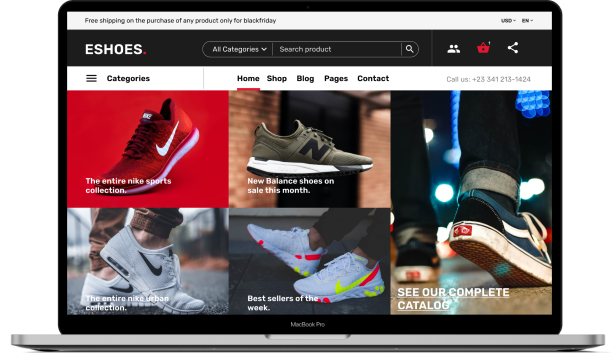 Free shipping on the purchase of any product only for blackfriday
USD
EN
ESHOES.
All Categories
Search product
1
Categories
Home
Shop
Blog
Pages
Contact
Call us: +23 341 213-1424
NIKE
The entire nike sports
collection.
N
New Balance shoes on
sale this month.
The entire nike urban
collection.
Best sellers of the
week.
SEE OUR COMPLETE
CATALOG
MacBook Pro